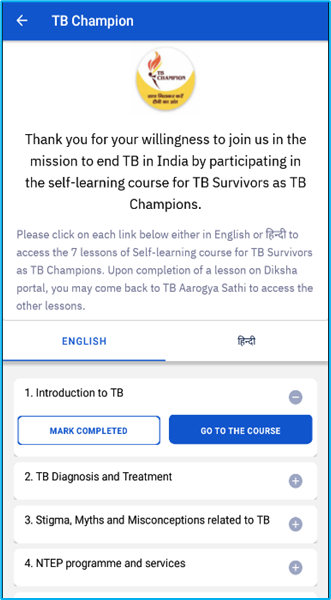 TB Champion
TB
CHAMPION
Thank you for your willingness to join us in the
mission to end TB in India by participating in
the self-learning course for TB Survivors as TB
Champions.
Please click on each link below either in English or हिन्दी to
access the 7 lessons of Self-learning course for TB Survivors
as TB Champions. Upon completion of a lesson on Diksha
portal, you may come back to TB Aarogya Sathi to access the
other lessons.
ENGLISH
हिन्दी
1. Introduction to TB
MARK COMPLETED
GO TO THE COURSE
2. TB Diagnosis and Treatment
3. Stigma, Myths and Misconceptions related to TB
4. NTEP programme and services